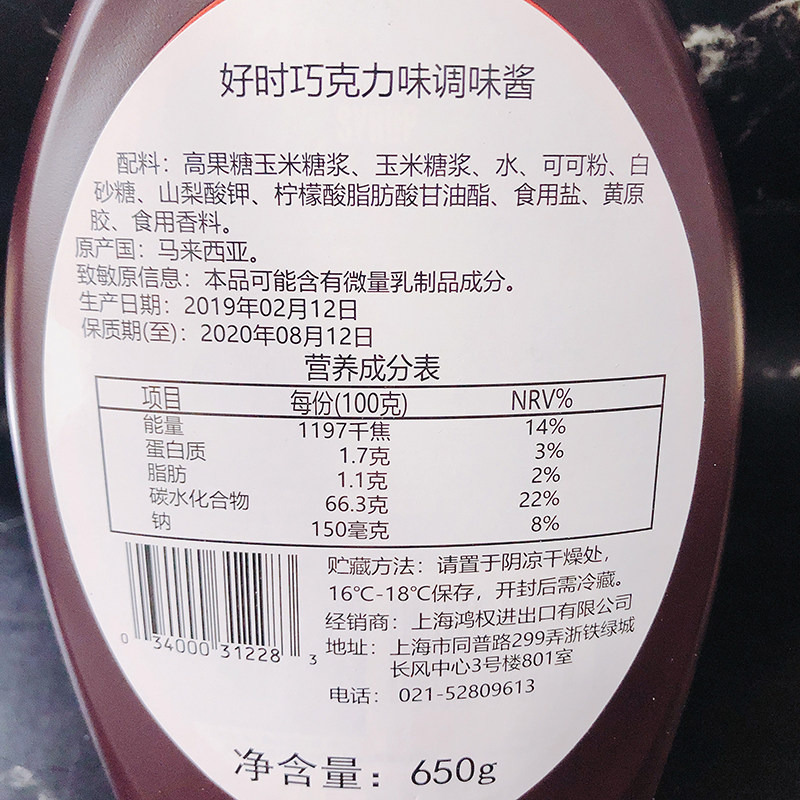 好时巧克力味调味酱
配料：高果糖玉米糖浆、玉米糖浆、水、可可粉、白
砂糖、山梨酸钾、柠檬酸脂肪酸甘油酯、食用盐、黄原
胶、食用香料。
原产国：马来西亚。
致敏原信息：本品可能含有微量乳制品成分。
生产日期：2019年02月12日
保质期(至)：2020年08月12日
营养成分表
项目 每份(100克) NRV%
能量 1197千焦 14%
蛋白质 1.7克 3%
脂肪 1.1克 2%
碳水化合物 66.3克 22%
钠 150毫克 8%
贮藏方法：请置于阴凉干燥处，
16℃-18℃保存，开封后需冷藏。
经销商：上海鸿权进出口有限公司
地址：上海市同普路299弄浙铁绿城
长风中心3号楼801室
电话：021-52809613
0 34000 31228 3
净含量：650g